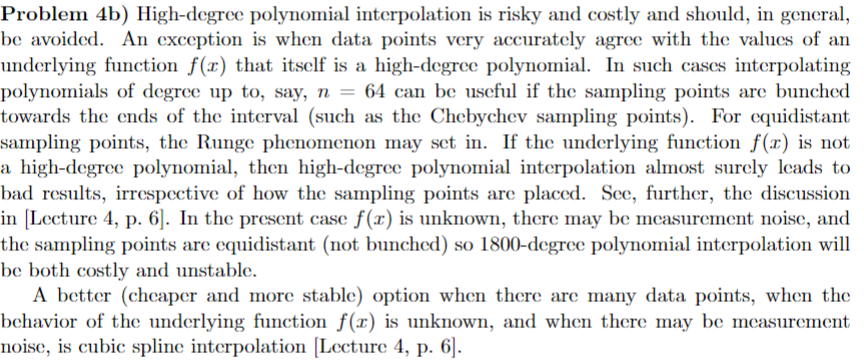 Problem 4b) High-degree polynomial interpolation is risky and costly and should, in general,
be avoided. An exception is when data points very accurately agree with the values of an
underlying function f(x) that itself is a high-degree polynomial. In such cases interpolating
polynomials of degree up to, say, n = 64 can be useful if the sampling points are bunched
towards the ends of the interval (such as the Chebychev sampling points). For equidistant
sampling points, the Runge phenomenon may set in. If the underlying function f(x) is not
a high-degree polynomial, then high-degree polynomial interpolation almost surely leads to
bad results, irrespective of how the sampling points are placed. See, further, the discussion
in [Lecture 4, p. 6]. In the present case f(x) is unknown, there may be measurement noise, and
the sampling points are equidistant (not bunched) so 1800-degree polynomial interpolation will
be both costly and unstable.
A better (cheaper and more stable) option when there are many data points, when the
behavior of the underlying function f(x) is unknown, and when there may be measurement
noise, is cubic spline interpolation [Lecture 4, p. 6].